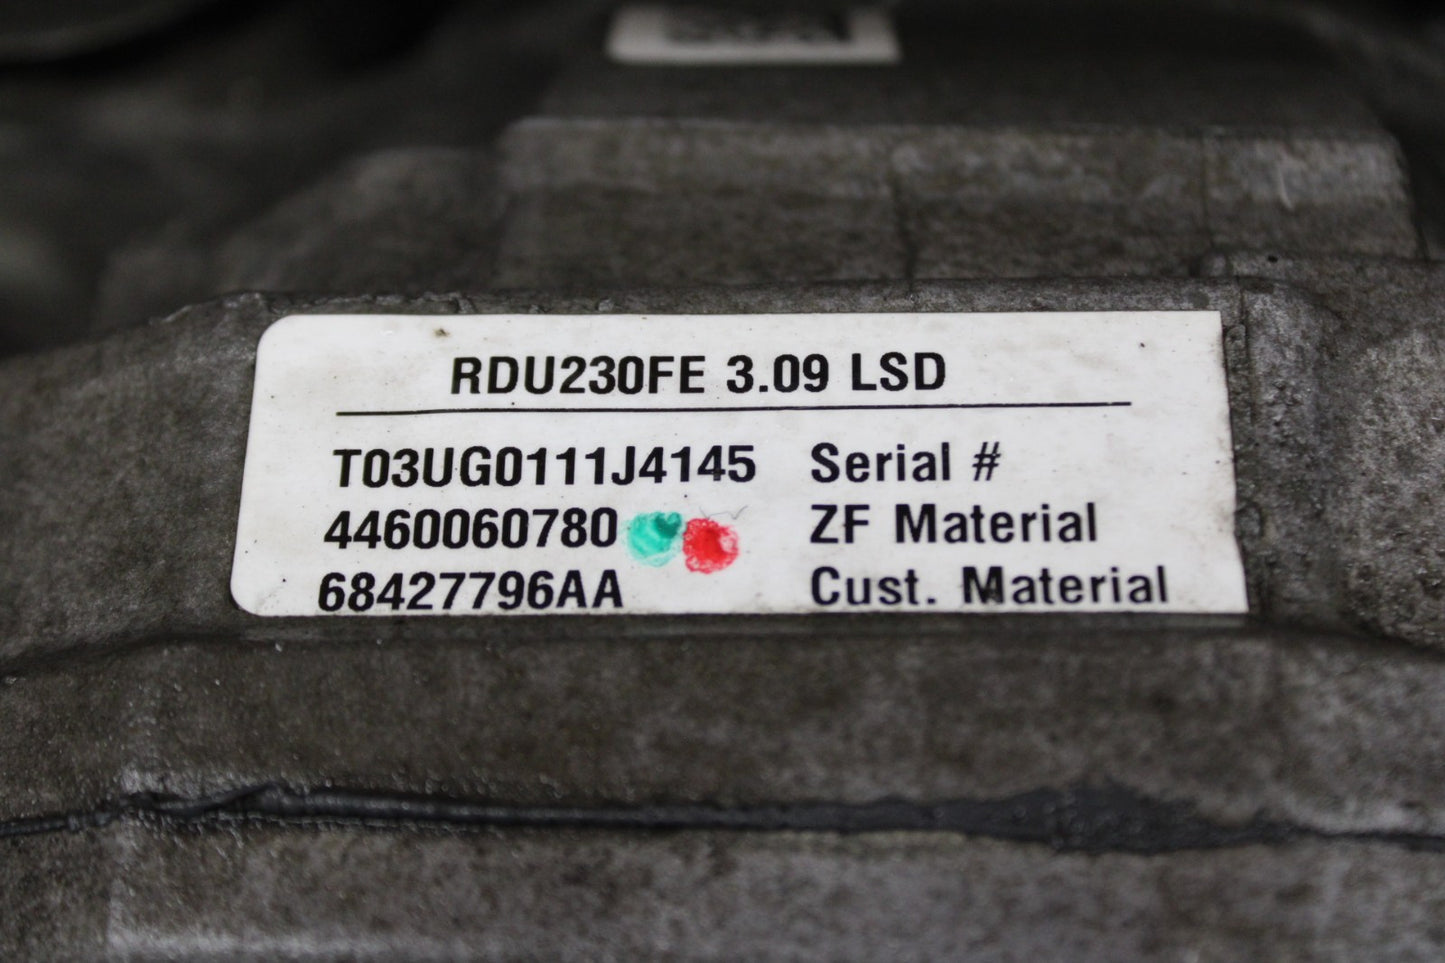 RDU230FE 3.09 LSD
T03UG0111J4145 Serial #
4460060780 ZF Material
68427796AA Cust. Material